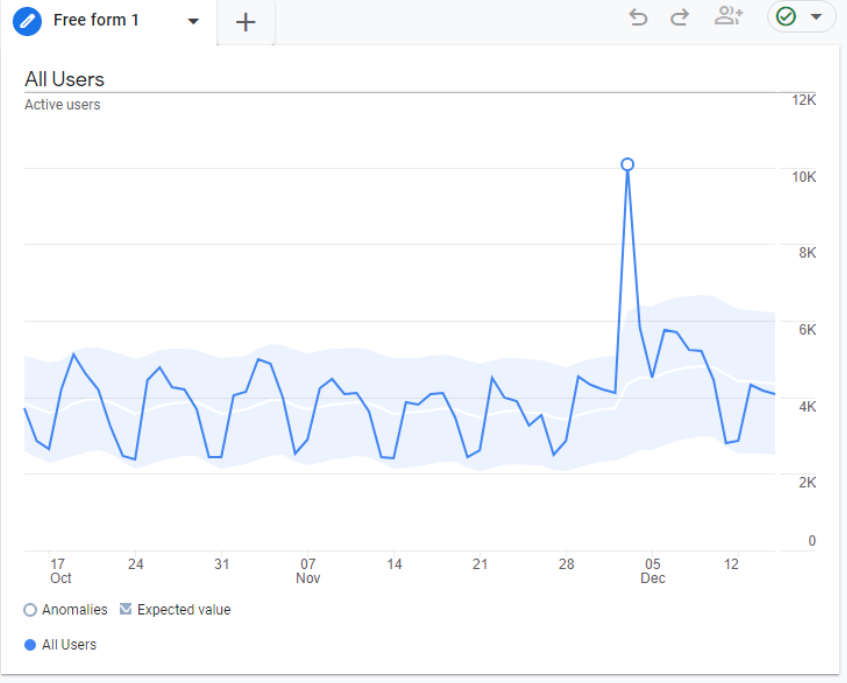 Free form 1
All Users
Active users
12K
10K
8K
6K
4K
2K
0
17 24 31 07 14 21 28 05 12
Oct Nov Dec
Anomalies Expected value
All Users